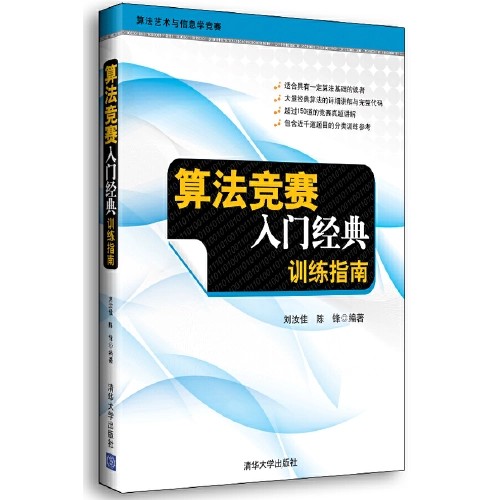 算法艺术与信息学竞赛
适合具有一定算法基础的读者
大量经典算法的详细讲解与完整代码
超过150道的竞赛真题讲解
包含近千道题目的分类训练参考
算法竞赛
入门经典
训练指南
刘汝佳 陈 锋 编著
清华大学出版社
算法竞赛入门经典 训练指南
刘汝佳 陈 锋 编著
清华大学出版社